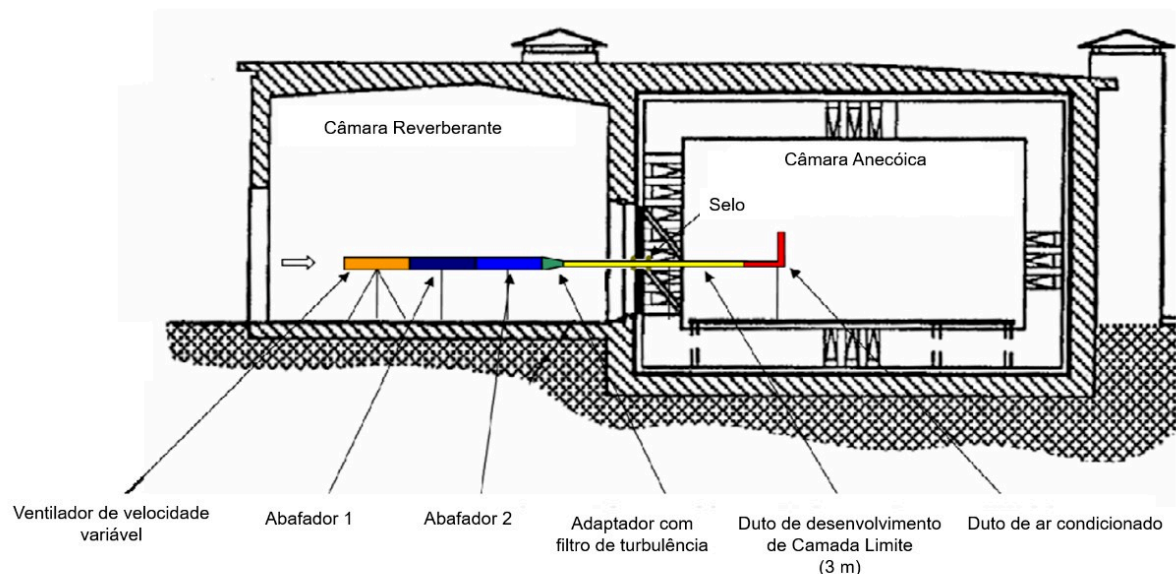 Câmara Reverberante
Câmara Anecóica
Selo
Ventilador de velocidade
variável
Abafador 1
Abafador 2
Adaptador com
filtro de turbulência
Duto de desenvolvimento
de Camada Limite
(3 m)
Duto de ar condicionado